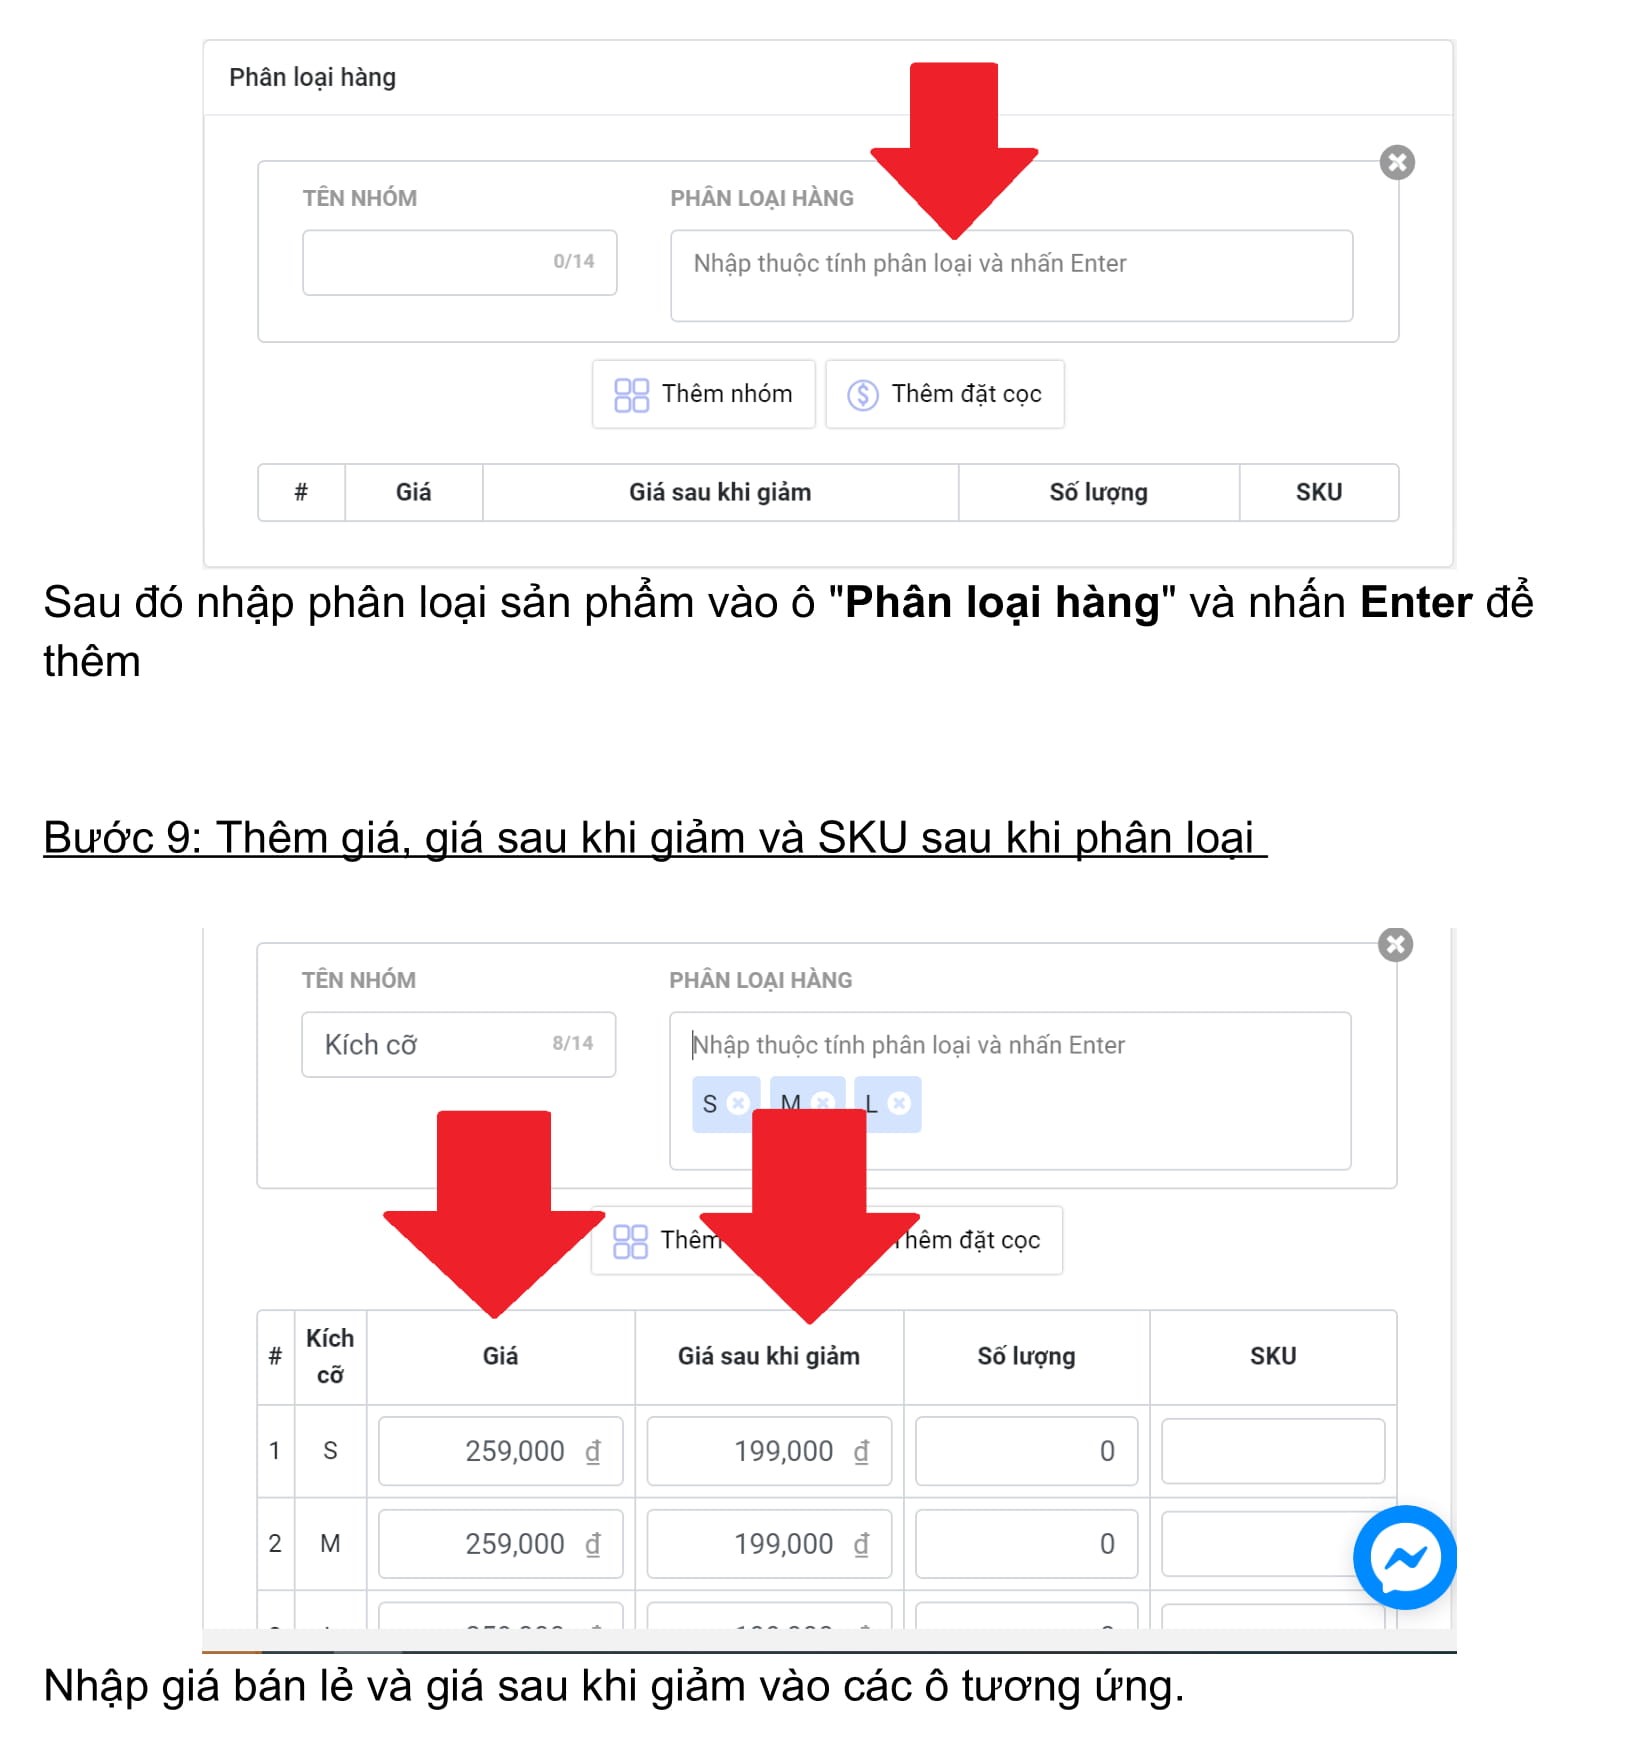 Phân loại hàng
TÊN NHÓM PHÂN LOẠI HÀNG
0/14 Nhập thuộc tính phân loại và nhấn Enter
Thêm nhóm Thêm đặt cọc
# Giá Giá sau khi giảm Số lượng SKU
Sau đó nhập phân loại sản phẩm vào ô "Phân loại hàng" và nhấn Enter để
thêm
Bước 9: Thêm giá, giá sau khi giảm và SKU sau khi phân loại
TÊN NHÓM PHÂN LOẠI HÀNG
Kích cỡ 8/14 Nhập thuộc tính phân loại và nhấn Enter
S M L
Thêm hêm đặt cọc
# Kích cỡ Giá Giá sau khi giảm Số lượng SKU
1 S 259,000 đ 199,000 đ 0
2 M 259,000 đ 199,000 đ 0
Nhập giá bán lẻ và giá sau khi giảm vào các ô tương ứng.